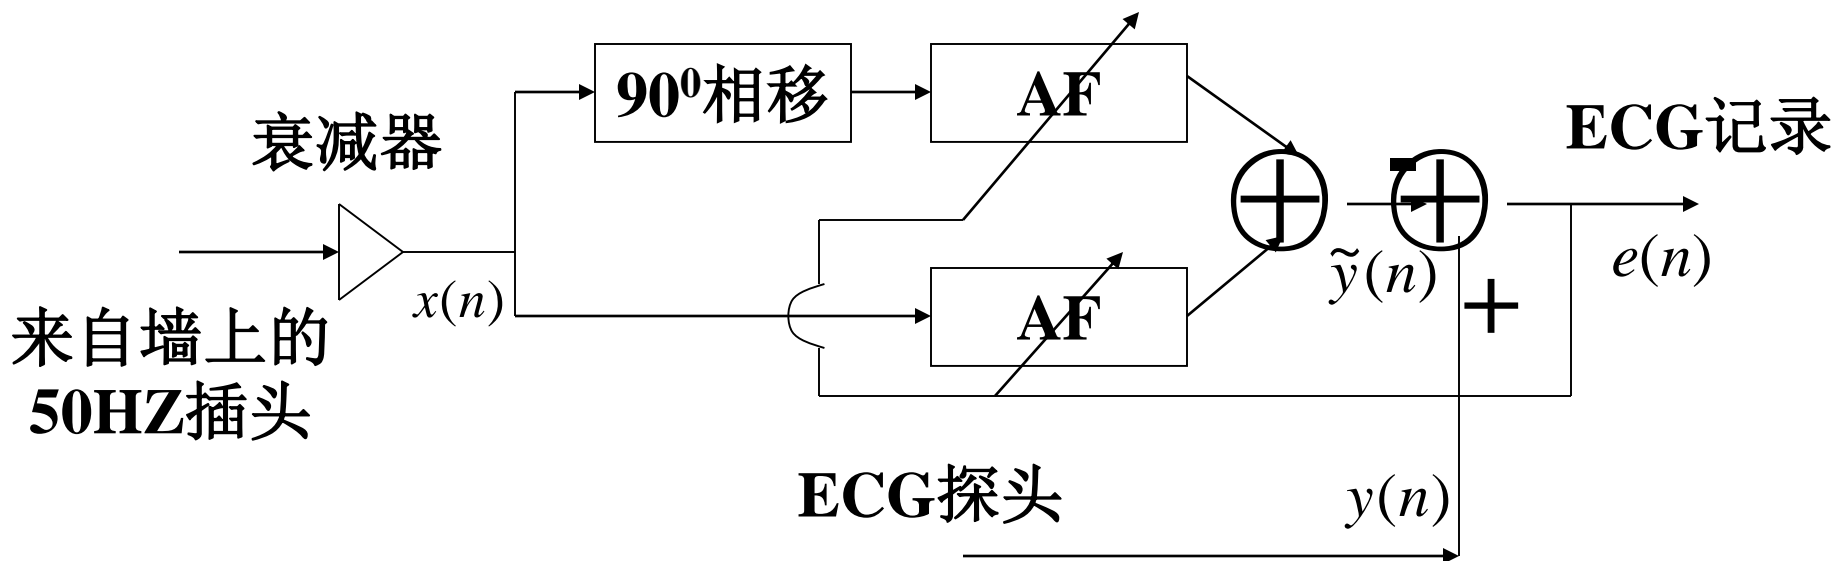 90⁰相移
AF
衰减器
ECG记录
x(n)
ỹ(n)
e(n)
+
AF
来自墙上的
50HZ插头
ECG探头
y(n)